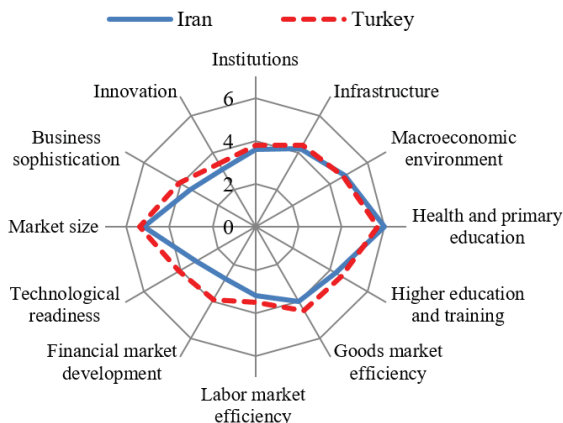 Iran
Turkey
Institutions
Innovation
Infrastructure
6
Business
sophistication
Macroeconomic
environment
4
2
Market size
0
Health and primary
education
Technological
readiness
Higher education
and training
Financial market
development
Goods market
efficiency
Labor market
efficiency